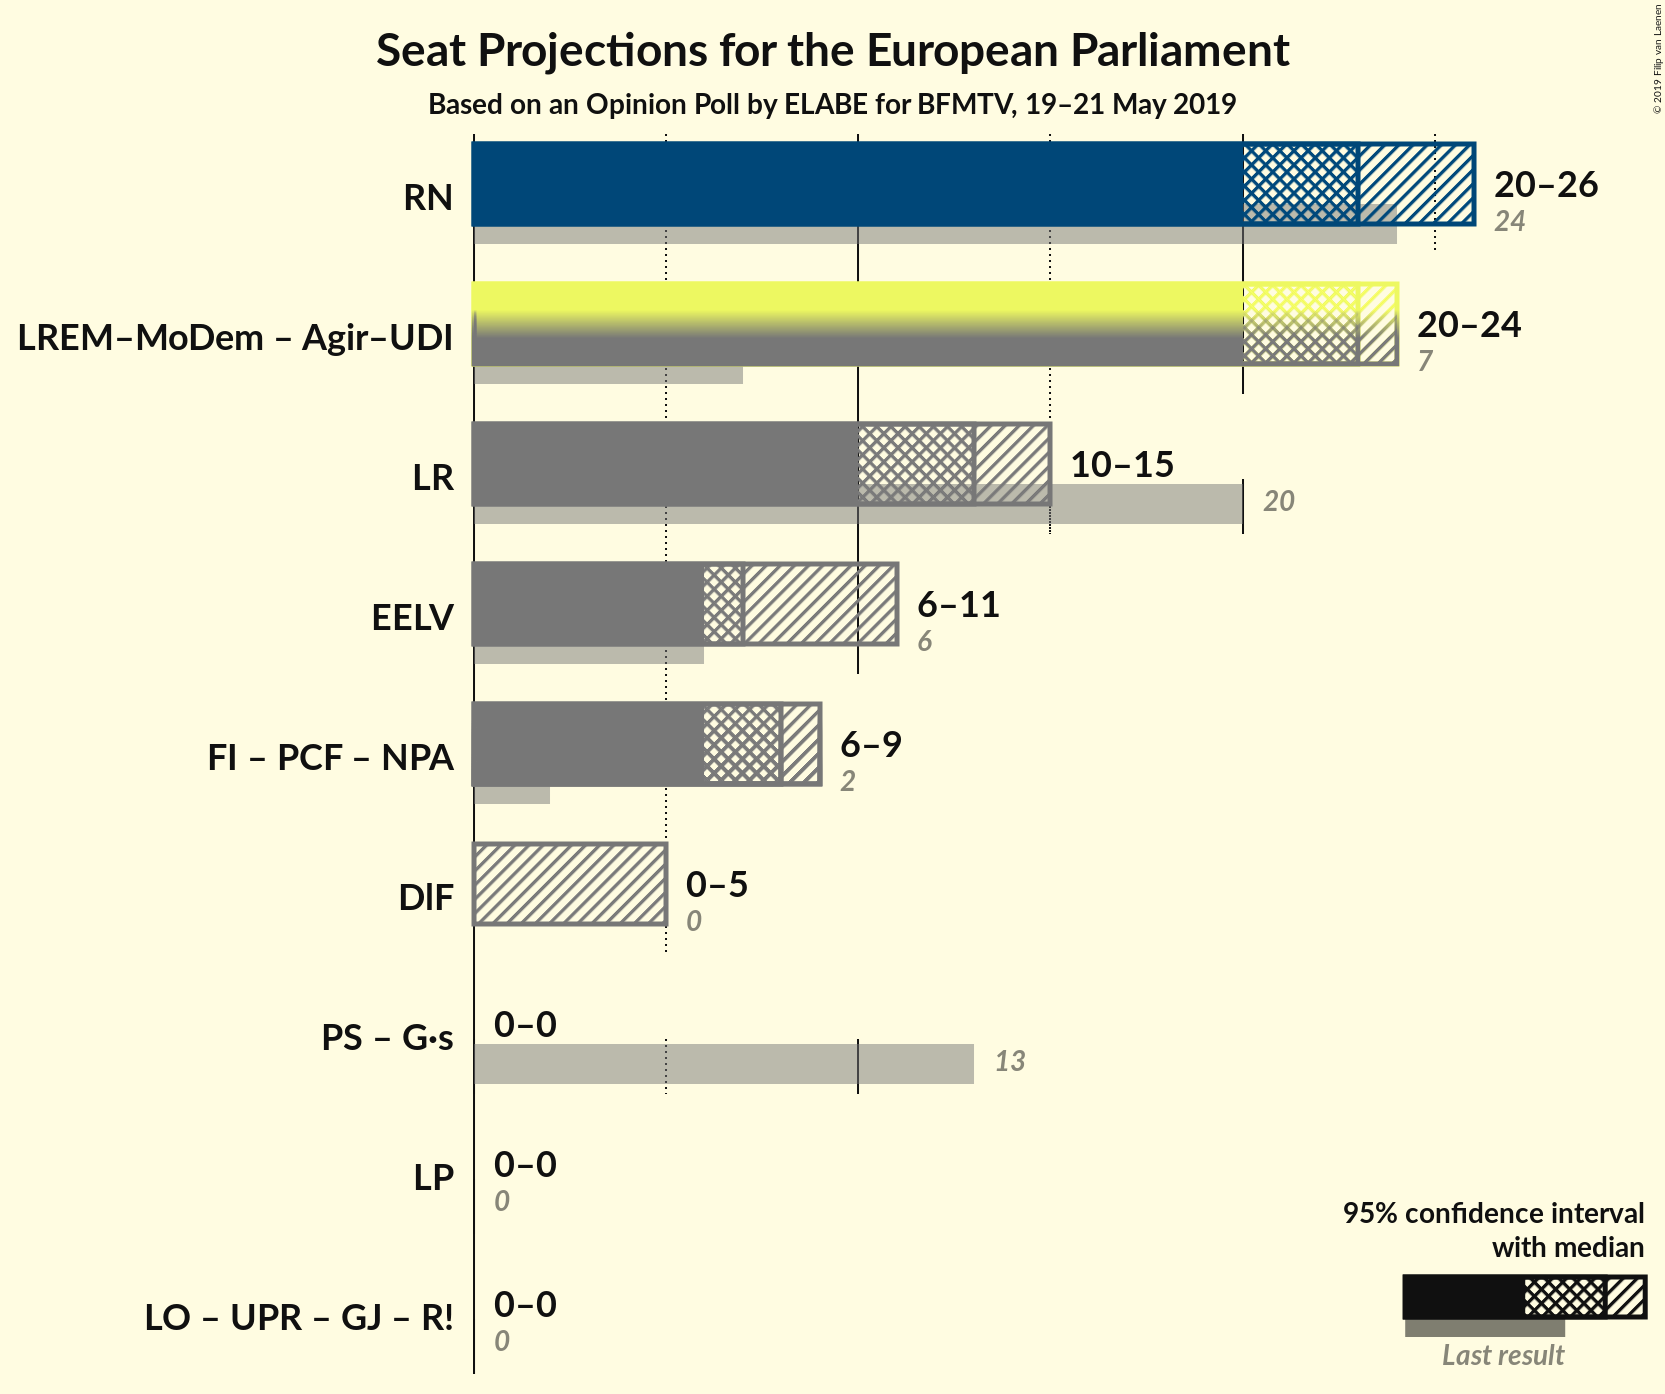 Seat Projections for the European Parliament
Based on an Opinion Poll by ELABE for BFMTV, 19–21 May 2019
© 2019 Filip van Laenen
RN
20–26
24
LREM–MoDem – Agir–UDI
20–24
7
LR
10–15
20
EELV
6–11
6
FI – PCF – NPA
6–9
2
DlF
0–5
0
PS – G·s
0–0
13
LP
0–0
0
LO – UPR – GJ – R!
0–0
0
95% confidence interval
with median
Last result